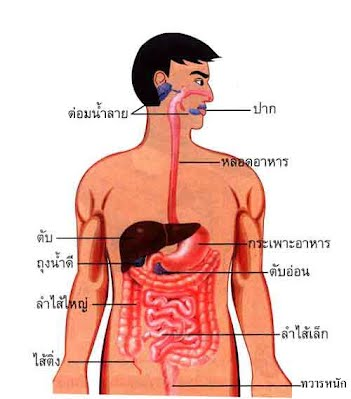 ต่อมน้ำลาย
ปาก
หลอดอาหาร
ตับ
กระเพาะอาหาร
ถุงน้ำดี
ตับอ่อน
ลำไส้ใหญ่
ลำไส้เล็ก
ไส้ติ่ง
ทวารหนัก